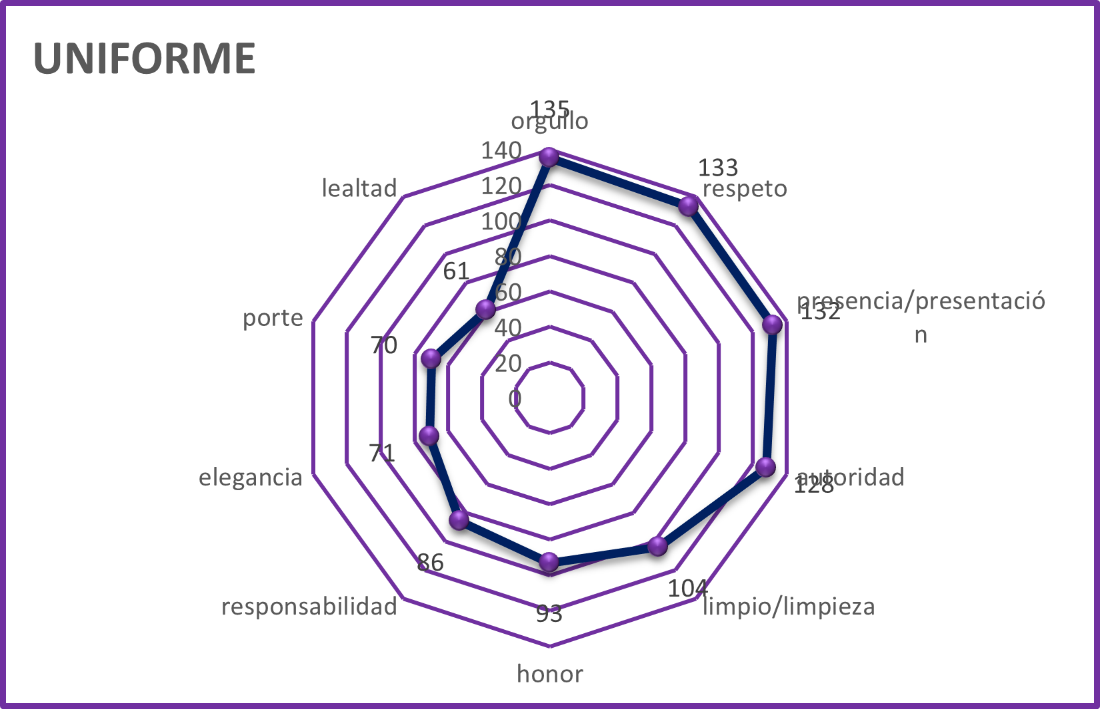 UNIFORME
135
orgullo
140
133
lealtad
120
respeto
100
80
61
60
presencia/presentació
n
132
porte
40
70
20
0
71
elegancia
autoridad
128
86
104
responsabilidad
93
limpio/limpieza
honor